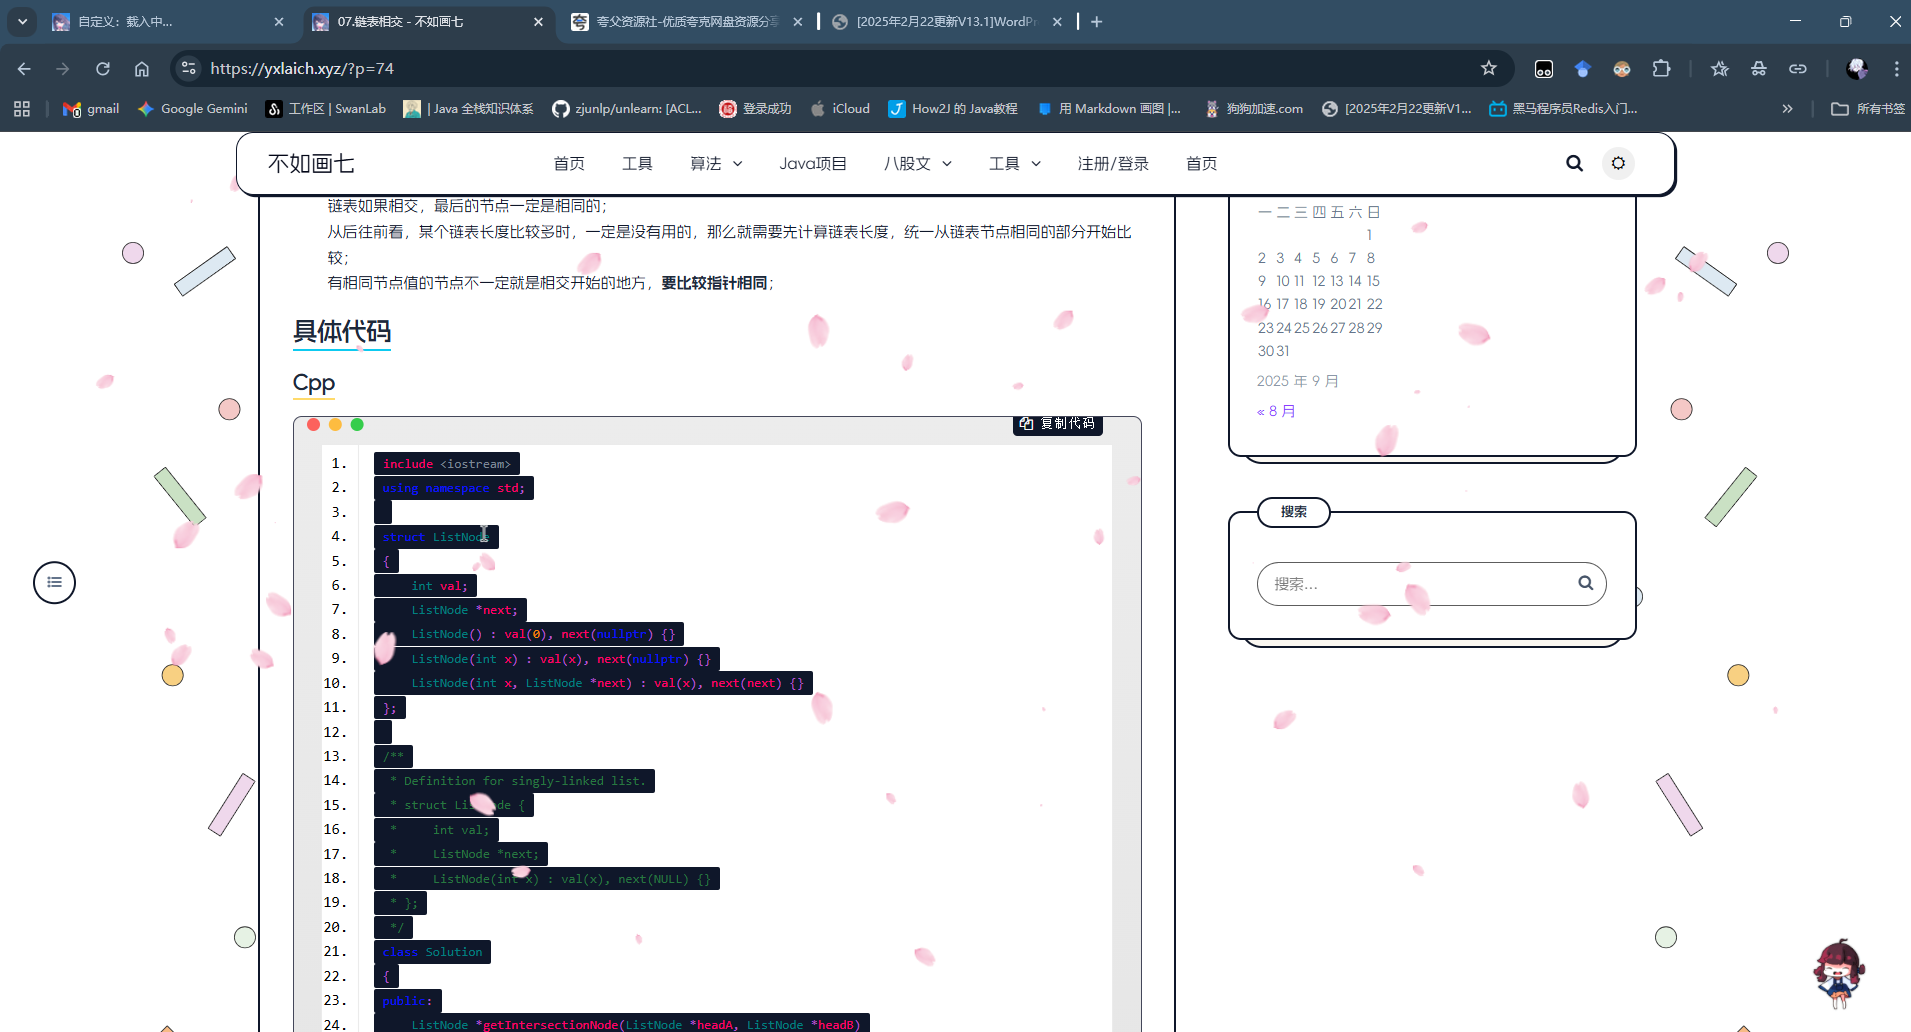 自定义：载入中...
07.链表相交 - 不如画七
夸父资源社-优质夸克网盘资源分享
[2025年2月22更新V13.1]WordPr
https://yxlaich.xyz/?p=74
gmail
Google Gemini
工作区 | SwanLab
| Java 全栈知识体系
zjunlp/unlearn: [ACL...
登录成功
iCloud
How2J 的 Java教程
用 Markdown 画图 |...
狗狗加速.com
[2025年2月22更新V1...
黑马程序员Redis入门...
»
所有书签
不如画七
首页
工具
算法
Java项目
八股文
工具
注册/登录
首页
链表如果相交，最后的节点一定是相同的；
从后往前看，某个链表长度比较多时，一定是没有用的，那么就需要先计算链表长度，统一从链表节点相同的部分开始比
较；
有相同节点值的节点不一定就是相交开始的地方，要比较指针相同；
具体代码
Cpp
复制代码
1. include <iostream>
2. using namespace std;
3.
4. struct ListNode
5. {
6. int val;
7. ListNode *next;
8. ListNode() : val(0), next(nullptr) {}
9. ListNode(int x) : val(x), next(nullptr) {}
10. ListNode(int x, ListNode *next) : val(x), next(next) {}
11. };
12.
13. /**
14. * Definition for singly-linked list.
15. * struct ListNode {
16. * int val;
17. * ListNode *next;
18. * ListNode(int x) : val(x), next(NULL) {}
19. * };
20. */
21. class Solution
22. {
23. public:
24. ListNode *getIntersectionNode(ListNode *headA, ListNode *headB)
一 二 三 四 五 六 日
1
2 3 4 5 6 7 8
9 10 11 12 13 14 15
16 17 18 19 20 21 22
23 24 25 26 27 28 29
30 31
2025 年 9 月
« 8 月
搜索
搜索...